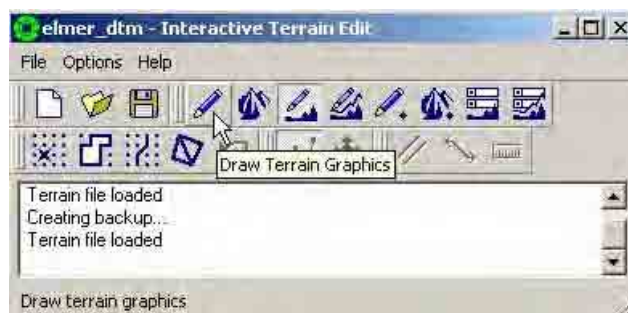 elmer_dtm - Interactive Terrain Edit
File Options Help
Draw Terrain Graphics
Terrain file loaded
Creating backup...
Terrain file loaded
Draw terrain graphics